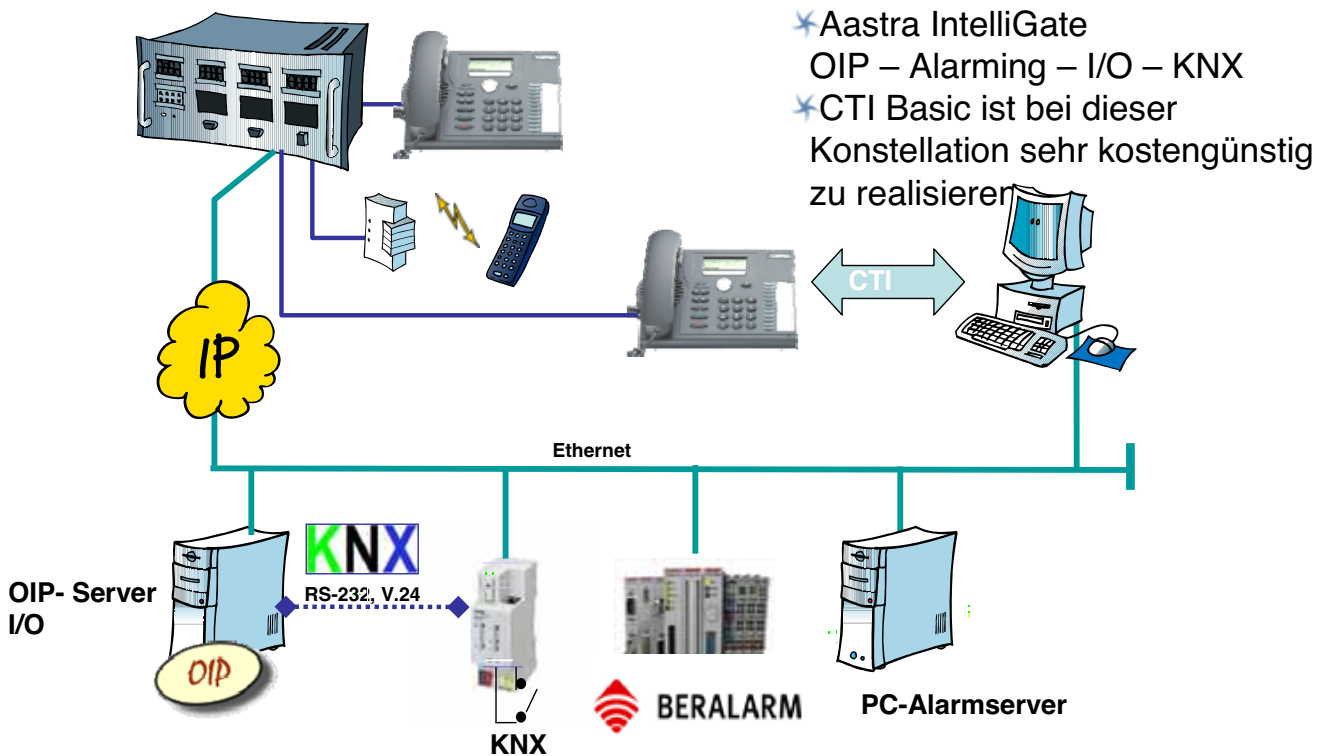 Aastra IntelliGate
OIP – Alarming – I/O – KNX
CTI Basic ist bei dieser
Konstellation sehr kostengünstig
zu realisieren
CTI
IP
Ethernet
KNX
RS-232, V.24
OIP- Server
I/O
OIP
KNX
BERALARM
PC-Alarmserver